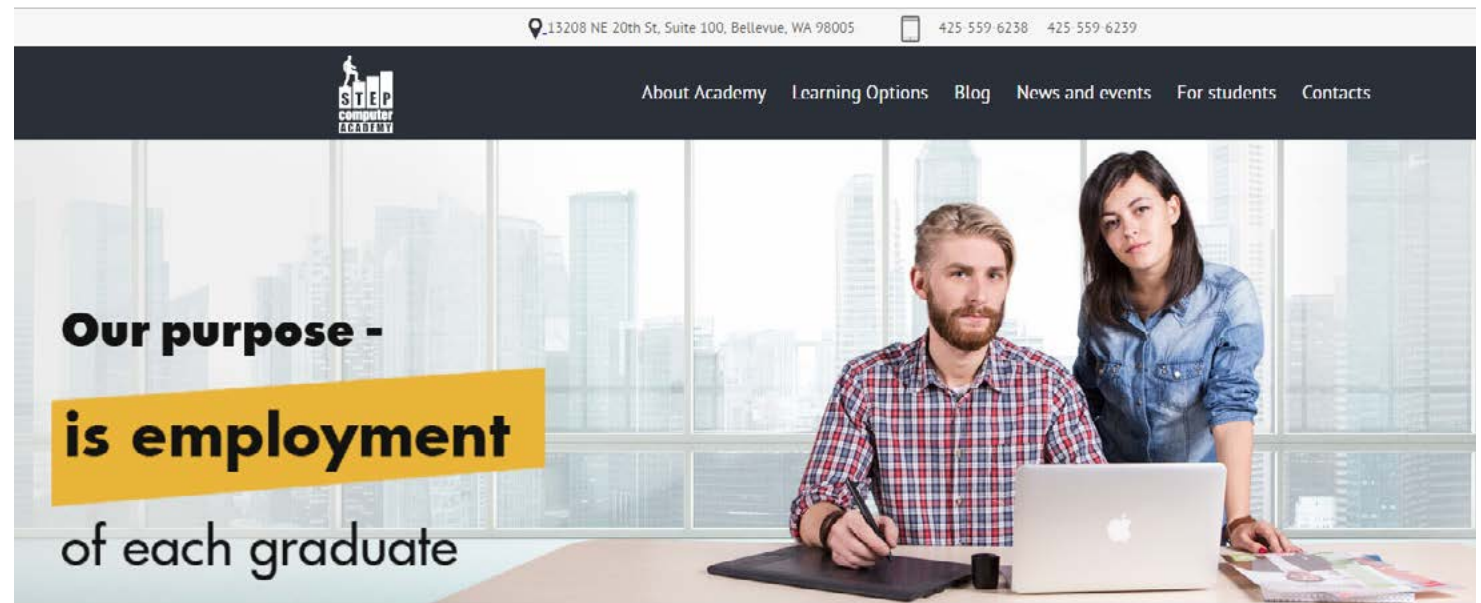 13208 NE 20th St, Suite 100, Bellevue, WA 98005 425-559-6238 425-559-6239
STEP
computer
ACADEMY
About Academy Learning Options Blog News and events For students Contacts
Our purpose -
is employment
of each graduate